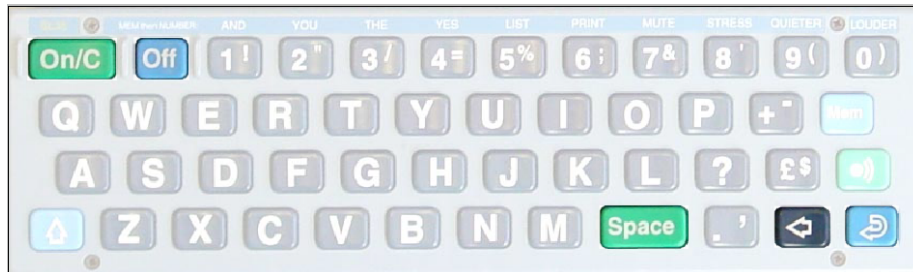 MEM then NUMBER AND YOU THE YES LIST PRINT MUTE STRESS QUIETER LOUDER
On/C Off 1! 2" 3/ 4= 5% 6; 7& 8' 9( 0)
Q W E R T Y U I O P +- Mem
A S D F G H J K L ? £$
Z X C V B N M Space .’